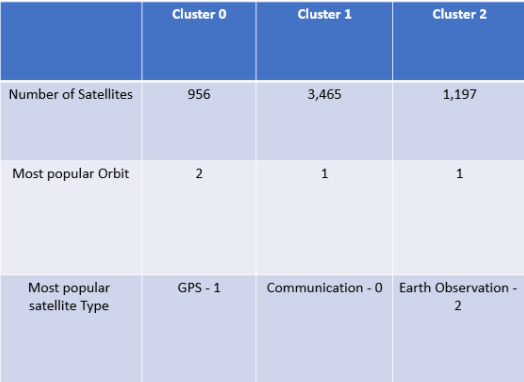 Cluster 0 Cluster 1 Cluster 2
Number of Satellites 956 3,465 1,197
Most popular Orbit 2 1 1
Most popular GPS - 1 Communication - 0 Earth Observation -
satellite Type 2